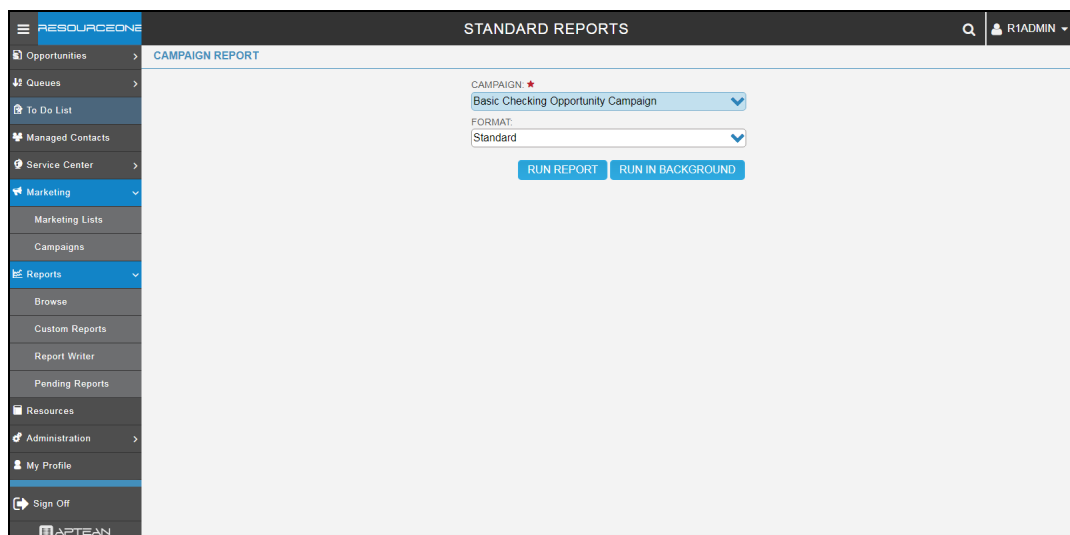 RESOURCEONE
STANDARD REPORTS
R1ADMIN
Opportunities
Queues
To Do List
Managed Contacts
Service Center
Marketing
Marketing Lists
Campaigns
Reports
Browse
Custom Reports
Report Writer
Pending Reports
Resources
Administration
My Profile
Sign Off
APTEAN
CAMPAIGN REPORT
CAMPAIGN: ★
Basic Checking Opportunity Campaign
FORMAT:
Standard
RUN REPORT RUN IN BACKGROUND